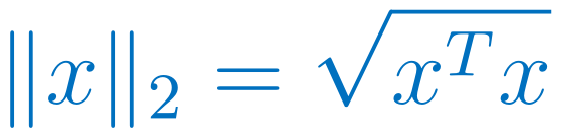 ‖x‖₂ = √(xᵀx)